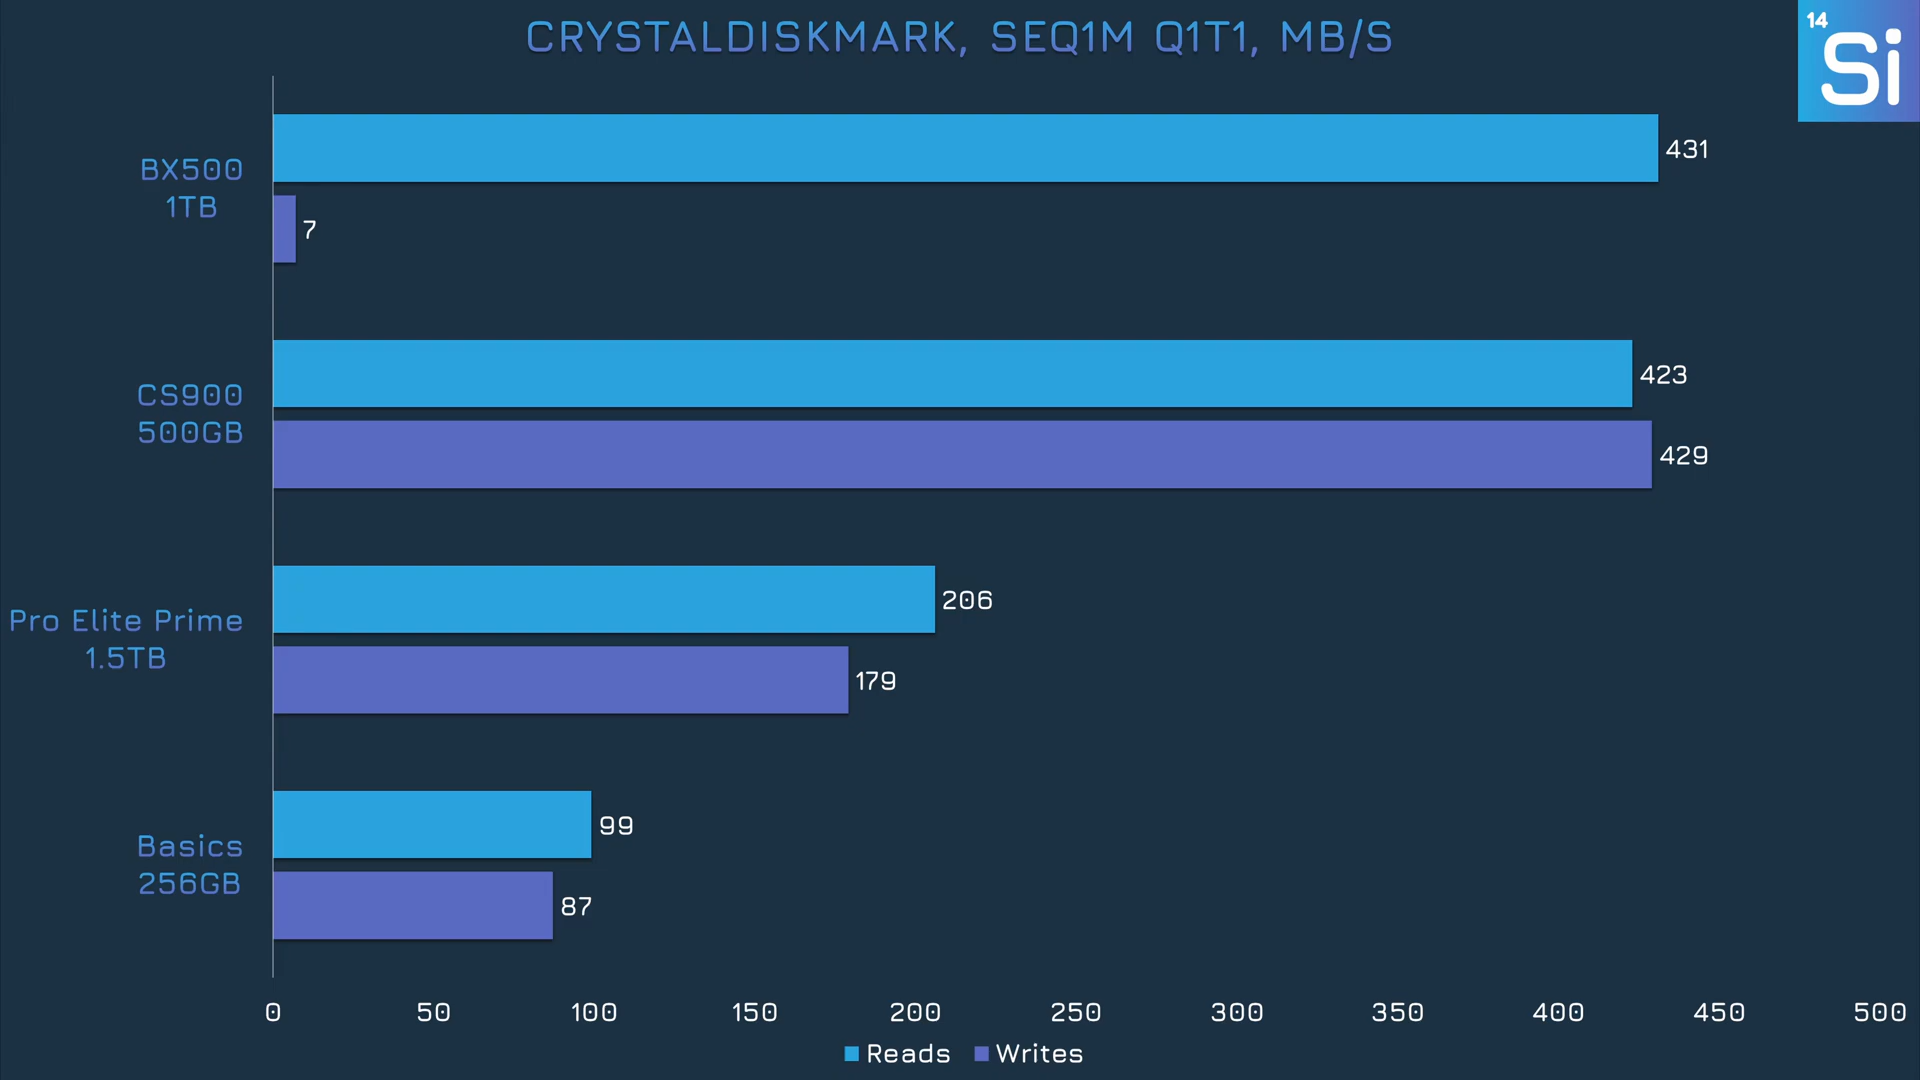 CRYSTALDISKMARK, SEQ1M Q1T1, MB/S
14
Si
BX500
1TB
431
7
CS900
500GB
423
429
Pro Elite Prime
1.5TB
206
179
Basics
256GB
99
87
0 50 100 150 200 250 300 350 400 450 500
Reads Writes